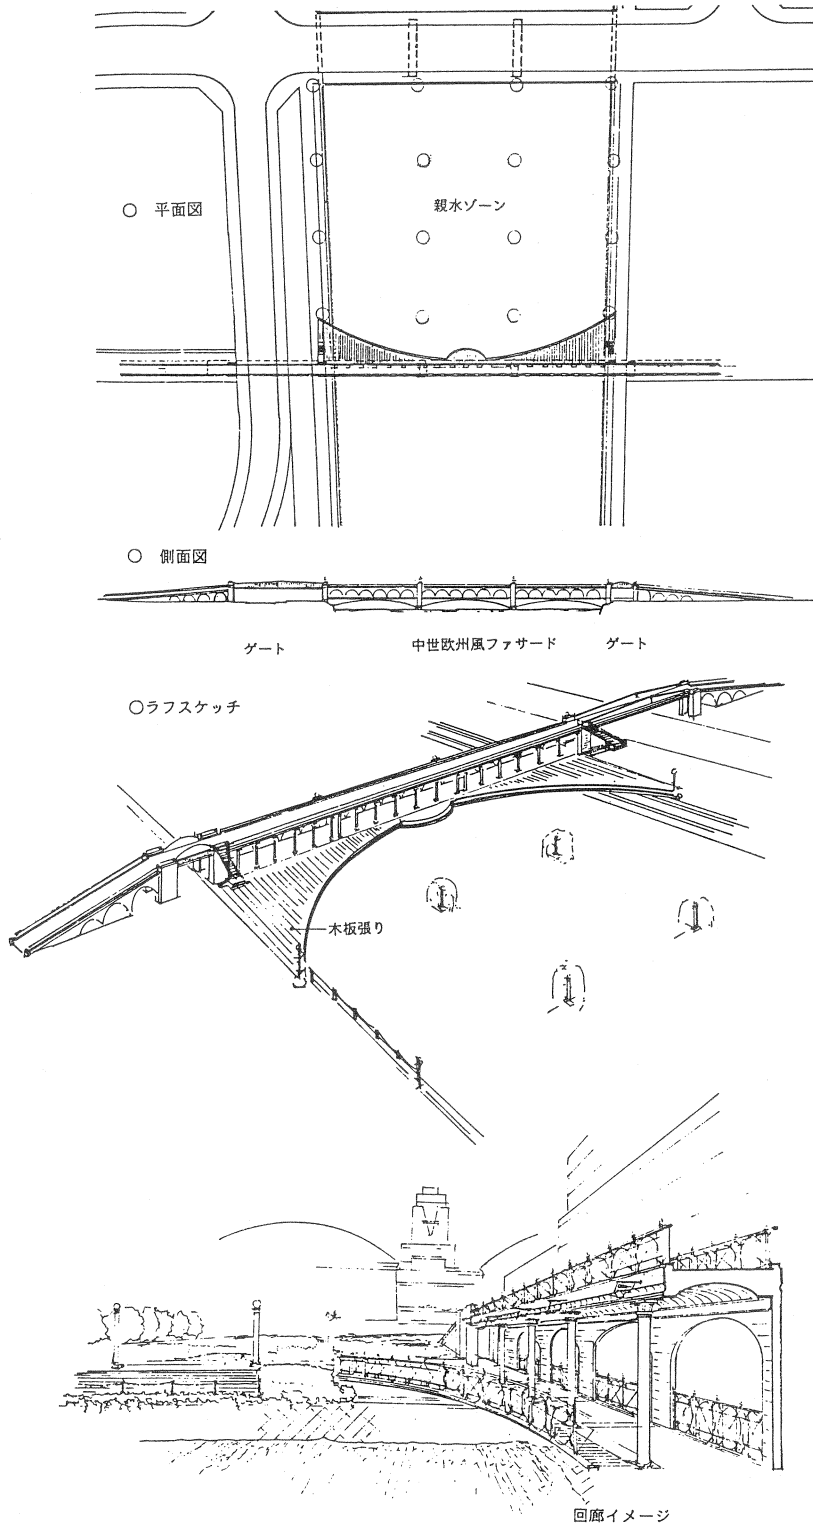 ○ 平面図
親水ゾーン
○ 側面図
ゲート
中世欧州風ファサード
ゲート
○ラフスケッチ
木板張り
回廊イメージ